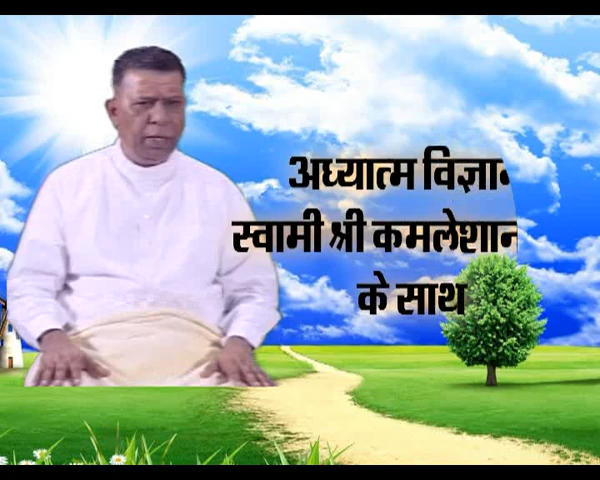 अध्यात्म विज्ञान
स्वामी श्री कमलेशान
के साथ